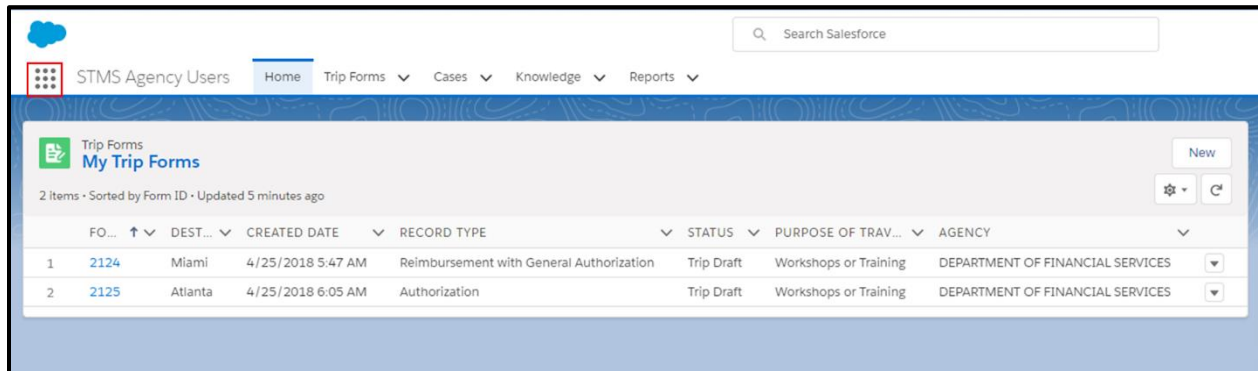 Search Salesforce
STMS Agency Users Home Trip Forms Cases Knowledge Reports
Trip Forms
My Trip Forms
New
2 items • Sorted by Form ID • Updated 5 minutes ago
FO... DEST... CREATED DATE RECORD TYPE STATUS PURPOSE OF TRAV... AGENCY
1 2124 Miami 4/25/2018 5:47 AM Reimbursement with General Authorization Trip Draft Workshops or Training DEPARTMENT OF FINANCIAL SERVICES
2 2125 Atlanta 4/25/2018 6:05 AM Authorization Trip Draft Workshops or Training DEPARTMENT OF FINANCIAL SERVICES